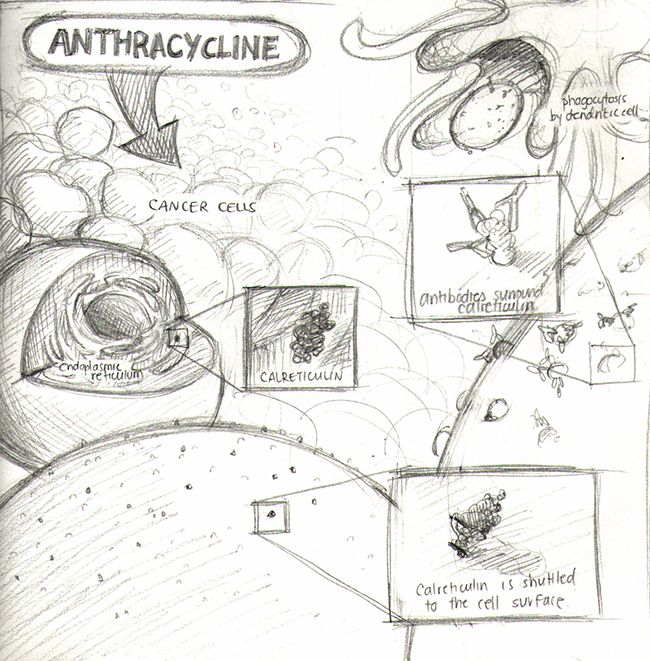 ANTHRACYCLINE
phagocytosis
by dendritic cell
CANCER CELLS
antibodies surround
calreticulin
endoplasmic
reticulum
CALRETICULIN
Calreticulin is shuttled
to the cell surface.